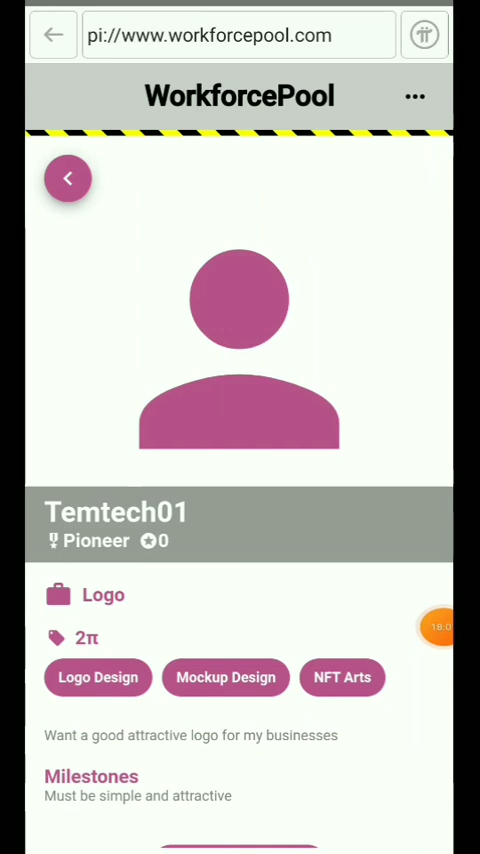 pi://www.workforcepool.com
WorkforcePool
Temtech01
Pioneer 0
Logo
2π
Logo Design Mockup Design NFT Arts
Want a good attractive logo for my businesses
Milestones
Must be simple and attractive